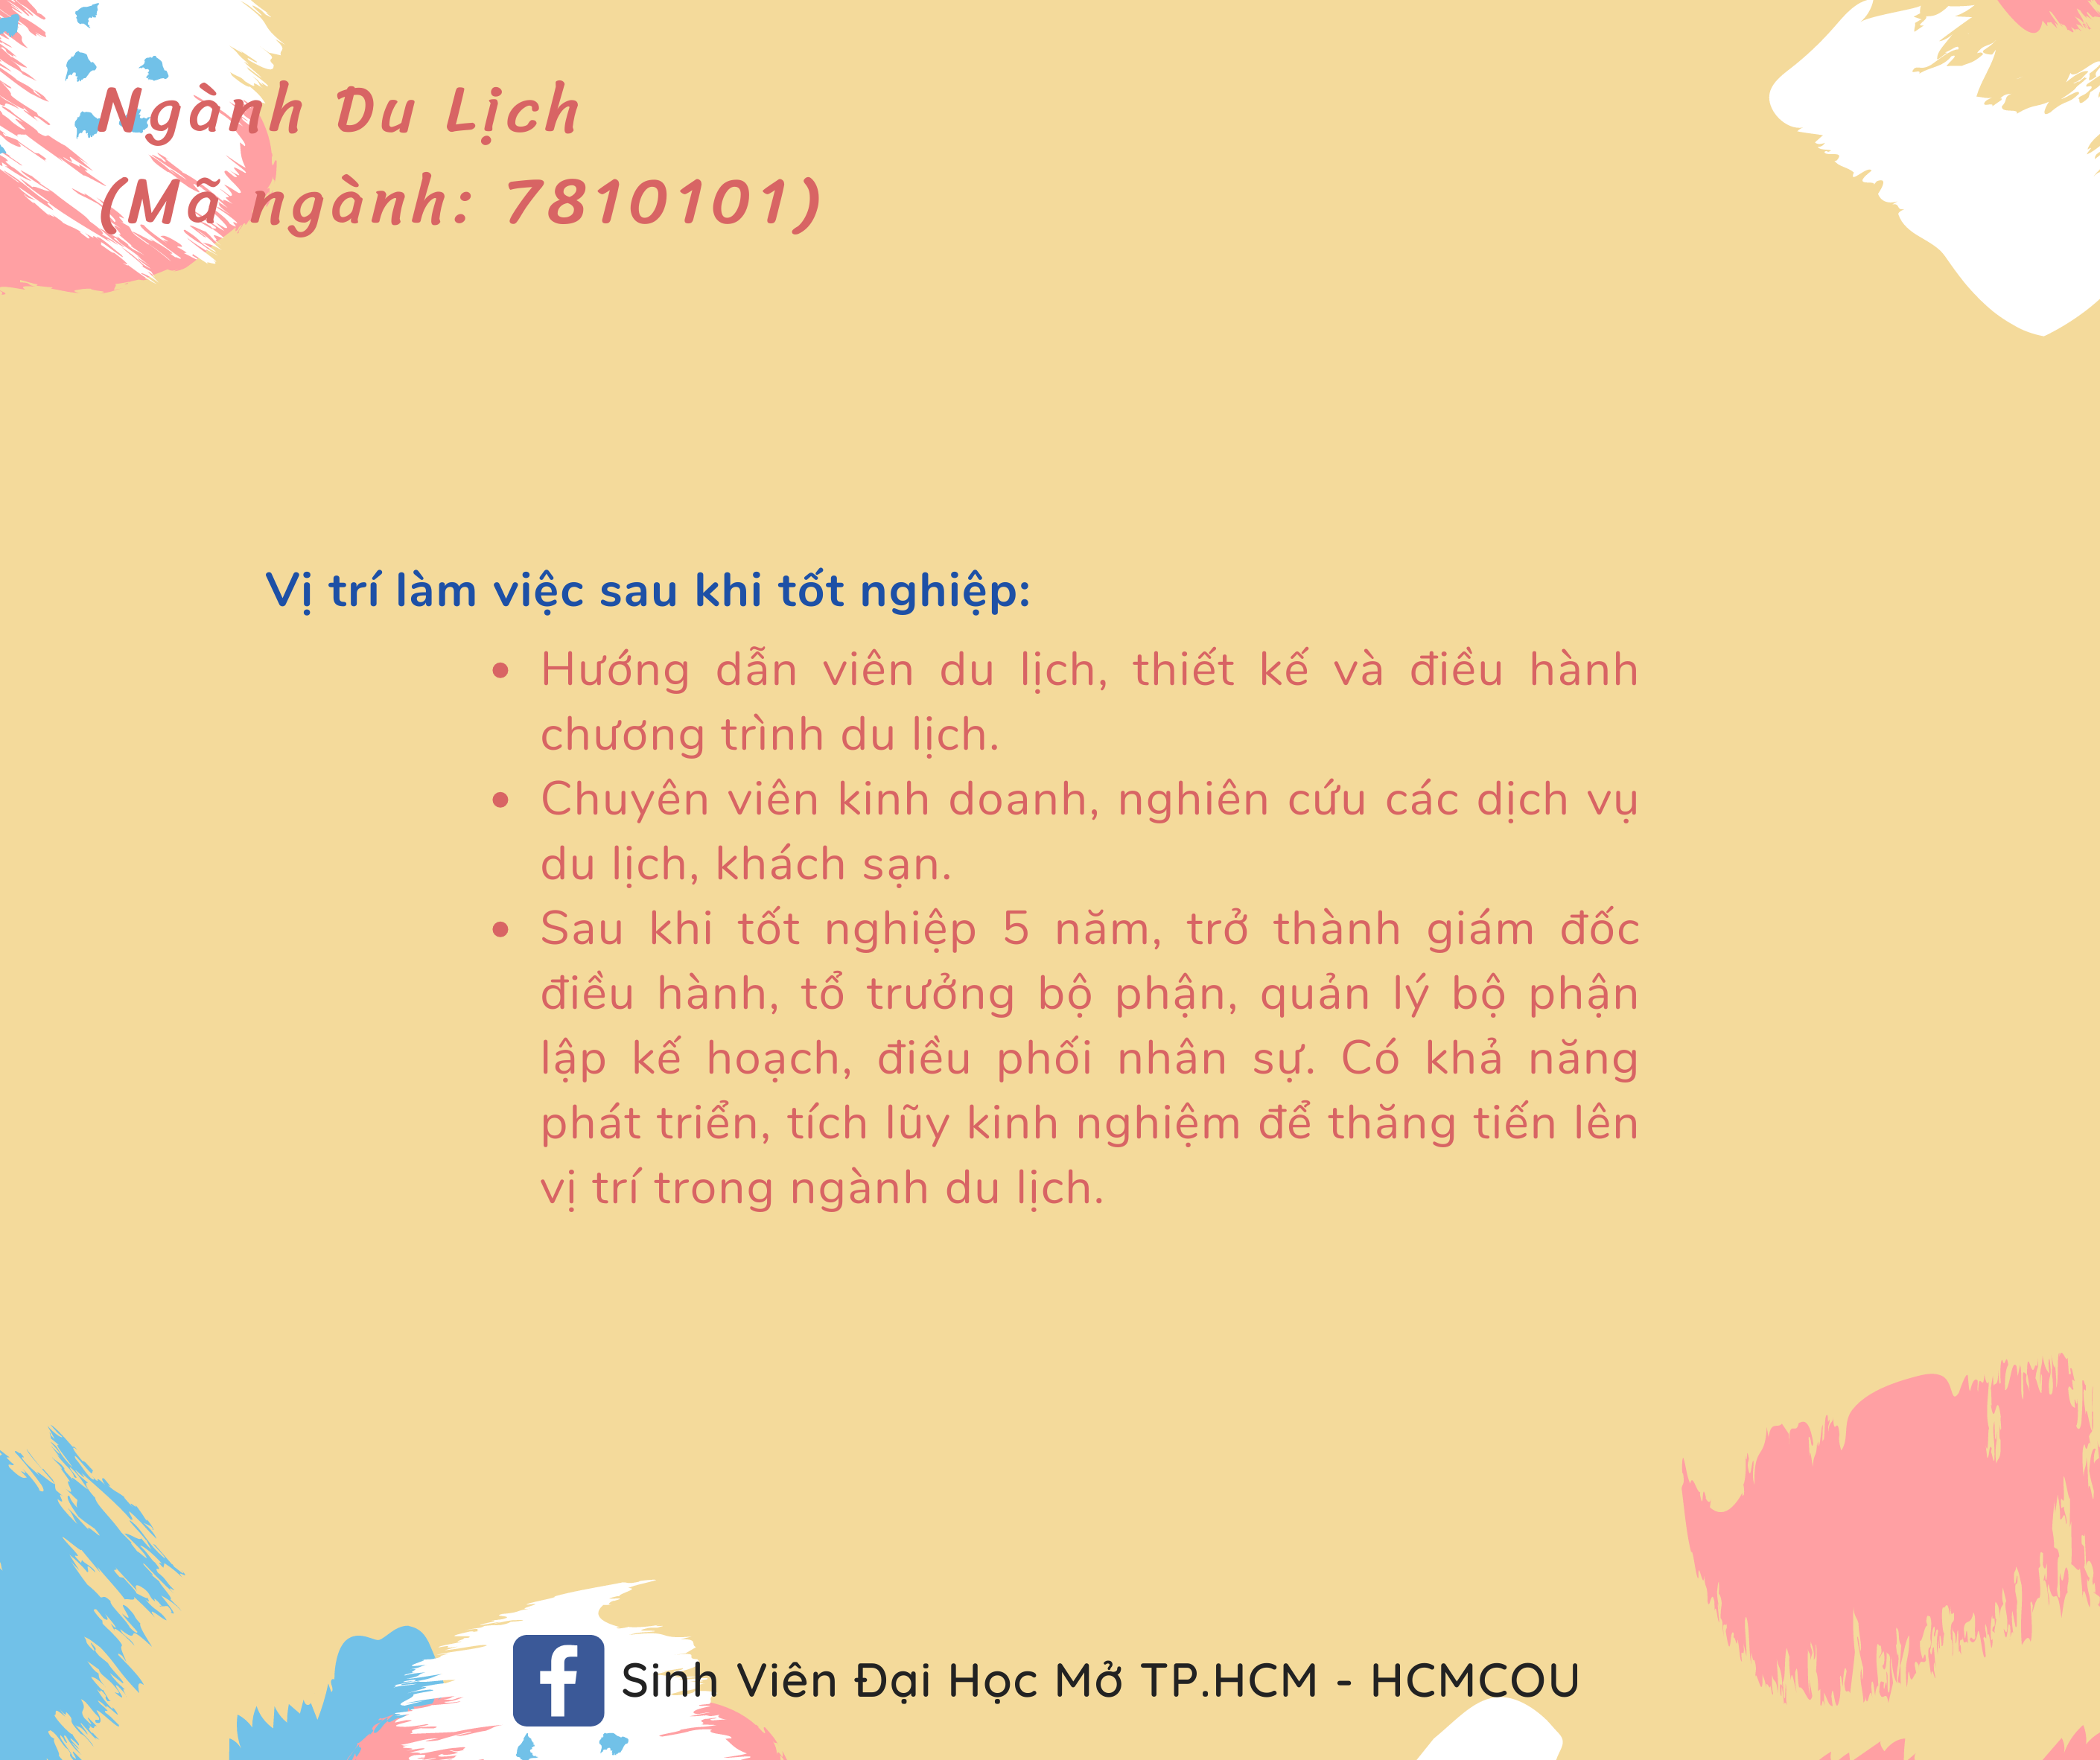 Ngành Du Lịch
(Mã ngành: 7810101)
Vị trí làm việc sau khi tốt nghiệp:
• Hướng dẫn viên du lịch, thiết kế và điều hành
chương trình du lịch.
• Chuyên viên kinh doanh, nghiên cứu các dịch vụ
du lịch, khách sạn.
• Sau khi tốt nghiệp 5 năm, trở thành giám đốc
điều hành, tổ trưởng bộ phận, quản lý bộ phận
lập kế hoạch, điều phối nhân sự. Có khả năng
phát triển, tích lũy kinh nghiệm để thăng tiến lên
vị trí trong ngành du lịch.
Sinh Viên Đại Học Mở TP.HCM - HCMCOU